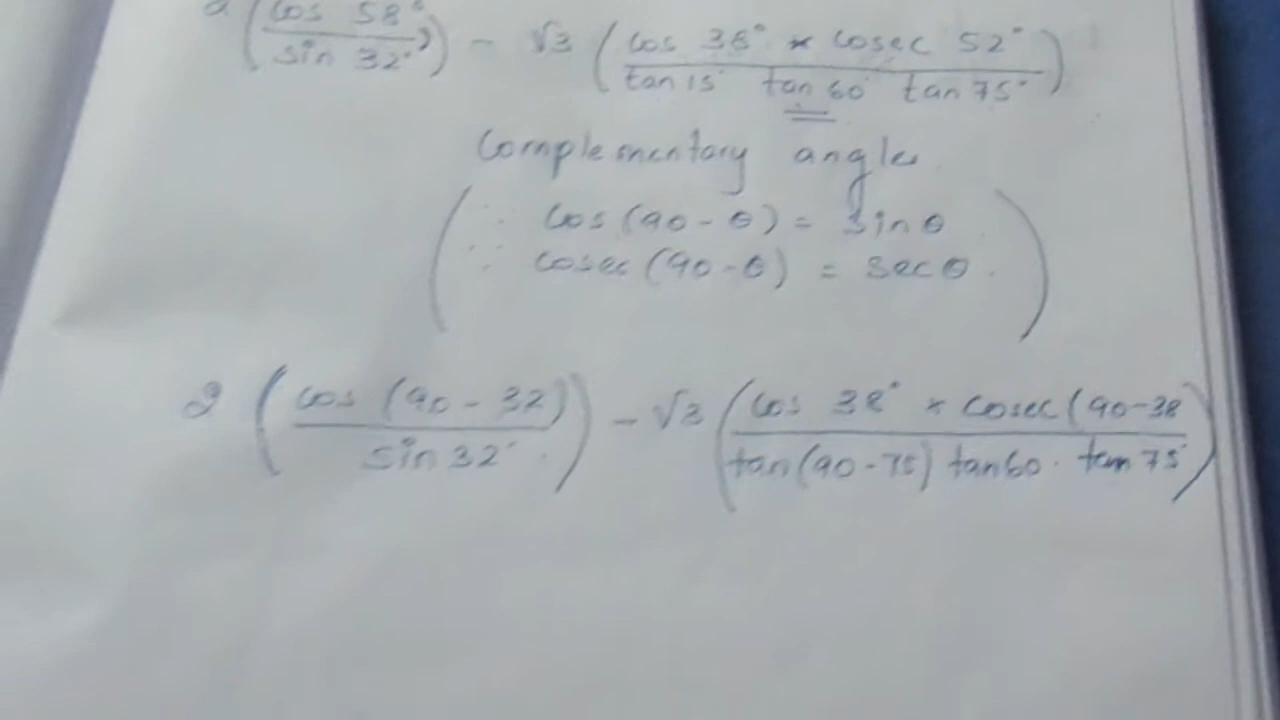 2 (cos 58° / sin 32°) - √3 (cos 38° * cosec 52° / tan 15° tan 60° tan 75°)
Complementary angles
( ∵ cos (90 - θ) = sin θ
∵ cosec (90 - θ) = sec θ. )
2 (cos (90 - 32) / sin 32°) - √3 (cos 38° * cosec (90-38 / tan (90 - 75) tan 60. tan 75°)